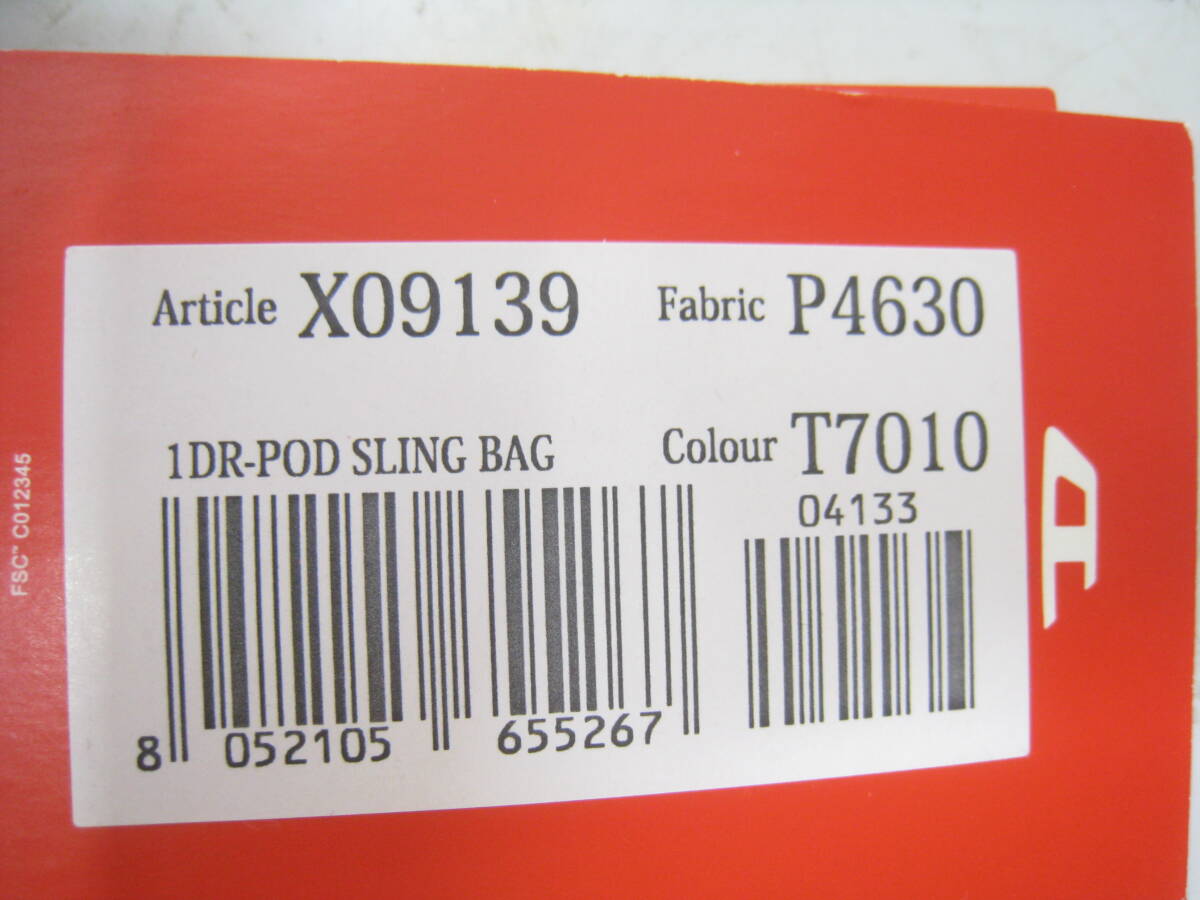 Article X09139 Fabric P4630
1DR-POD SLING BAG Colour T7010
04133
8 052105 655267
FSC™ C012345
D